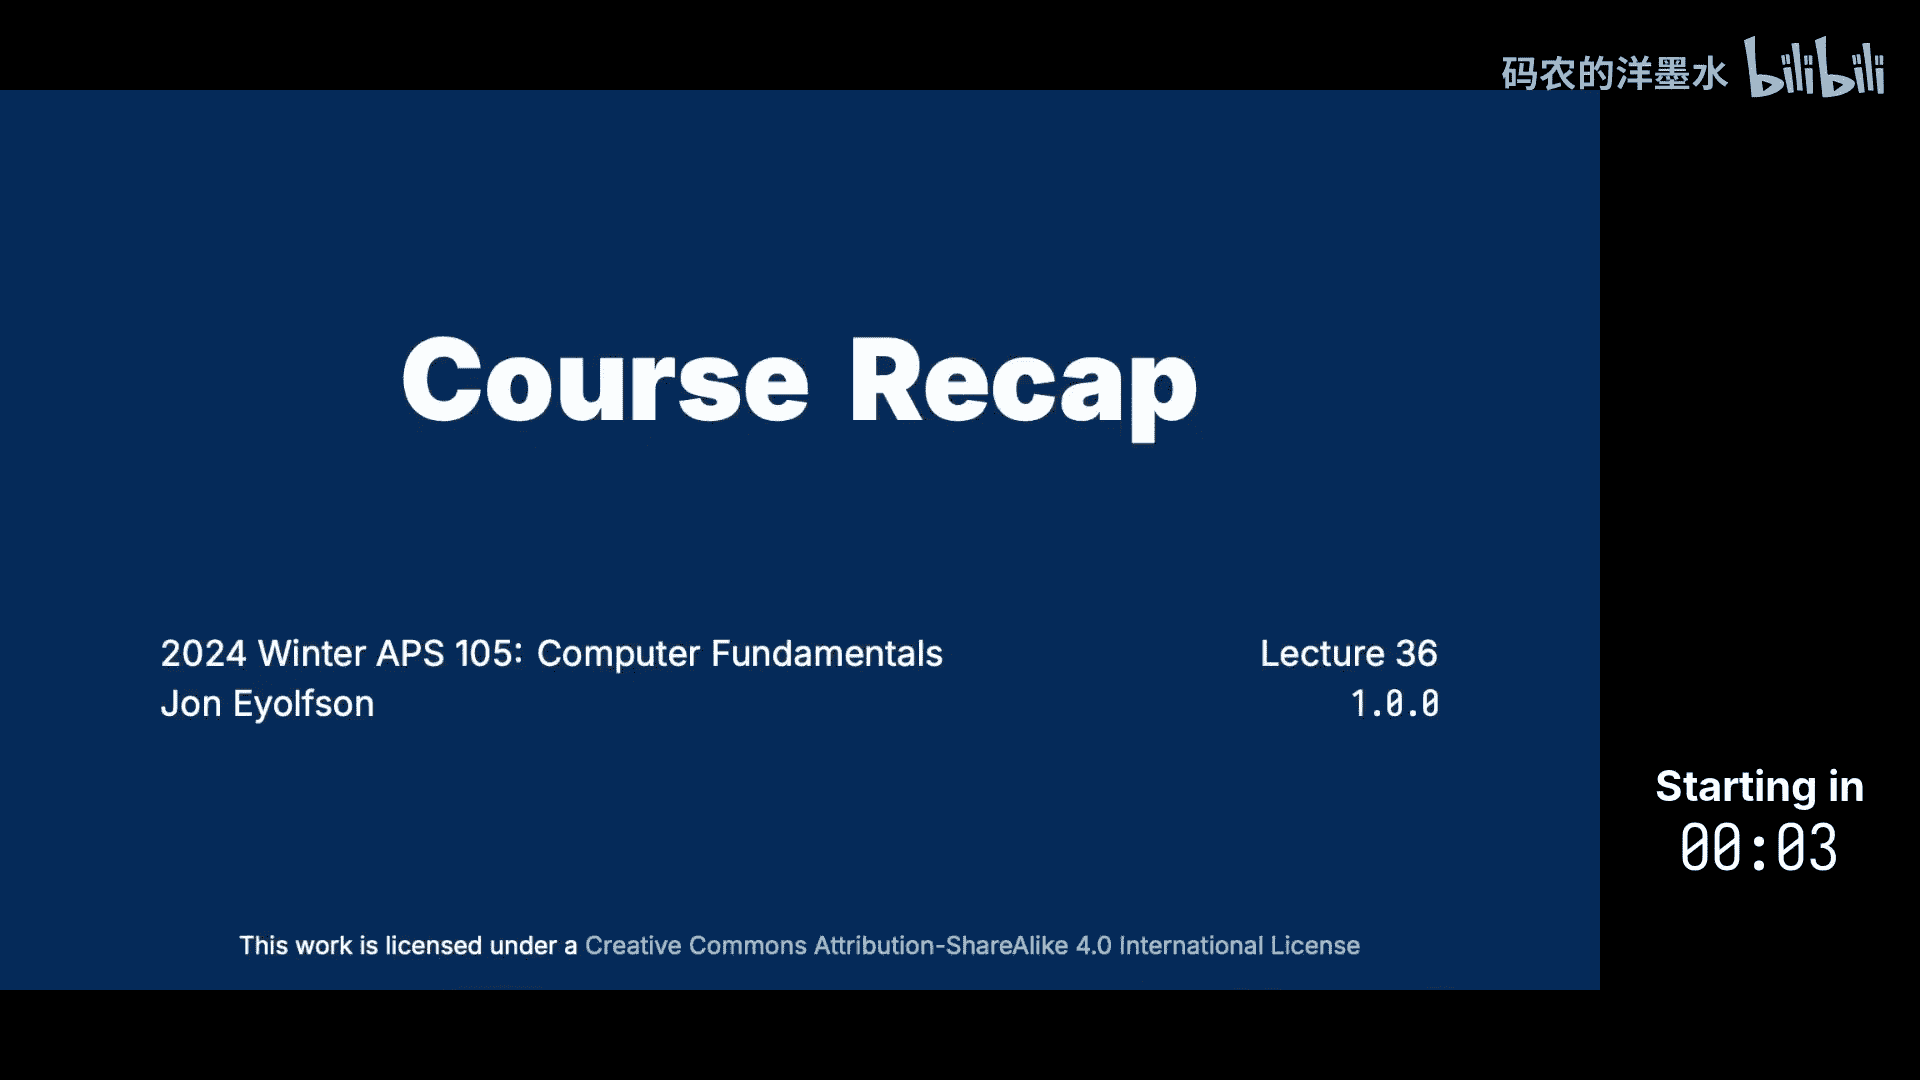 码农的洋墨水 bilibili
Course Recap
2024 Winter APS 105: Computer Fundamentals
Jon Eyolfson
Lecture 36
1.0.0
Starting in
00:03
This work is licensed under a Creative Commons Attribution-ShareAlike 4.0 International License